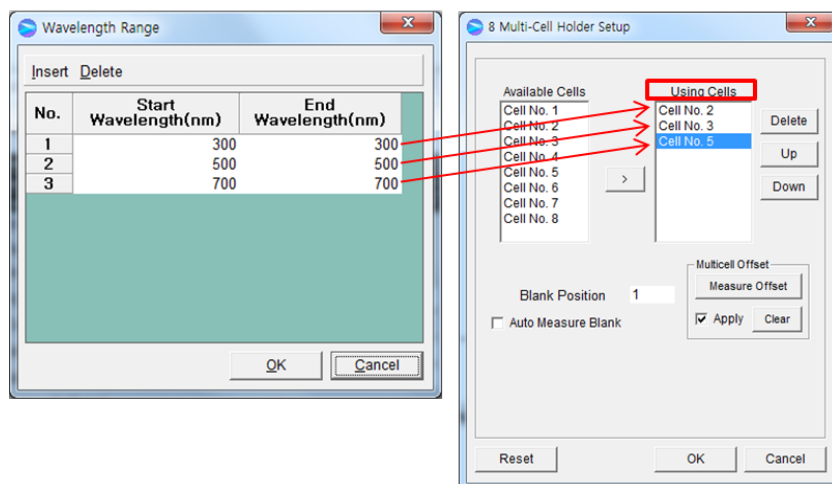 Wavelength Range
Insert Delete
No. Start Wavelength(nm) End Wavelength(nm)
1 300 300
2 500 500
3 700 700
OK Cancel
8 Multi-Cell Holder Setup
Available Cells
Cell No. 1
Cell No. 2
Cell No. 3
Cell No. 4
Cell No. 5
Cell No. 6
Cell No. 7
Cell No. 8
>
Using Cells
Cell No. 2
Cell No. 3
Cell No. 5
Delete
Up
Down
Blank Position 1
Auto Measure Blank
Multicell Offset
Measure Offset
Apply Clear
Reset OK Cancel